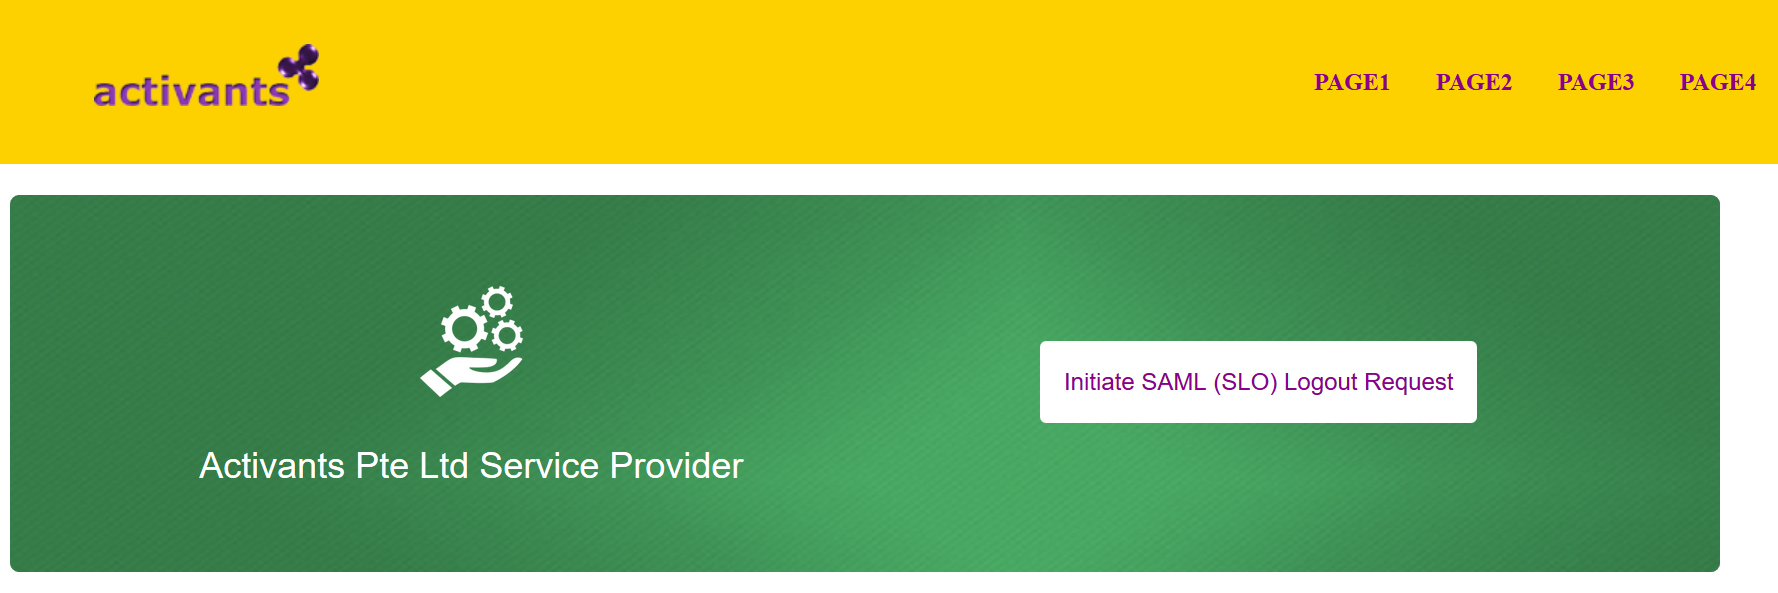 activants
PAGE1 PAGE2 PAGE3 PAGE4
Initiate SAML (SLO) Logout Request
Activants Pte Ltd Service Provider